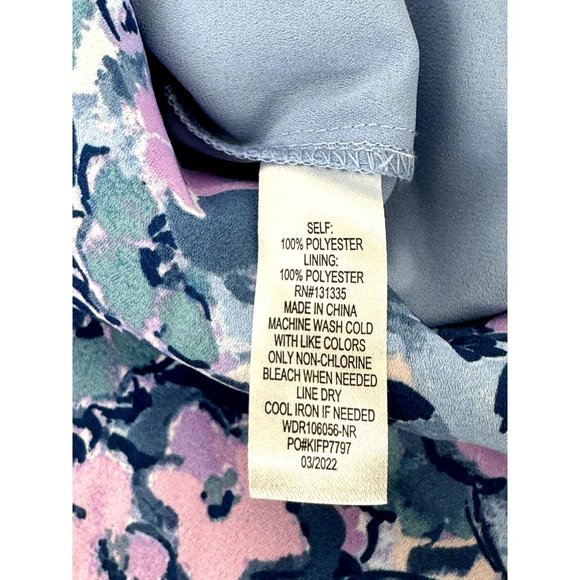 SELF:
100% POLYESTER
LINING:
100% POLYESTER
RN#131335
MADE IN CHINA
MACHINE WASH COLD
WITH LIKE COLORS
ONLY NON-CHLORINE
BLEACH WHEN NEEDED
LINE DRY
COOL IRON IF NEEDED
WDR106056-NR
PO#KIFP7797
03/2022